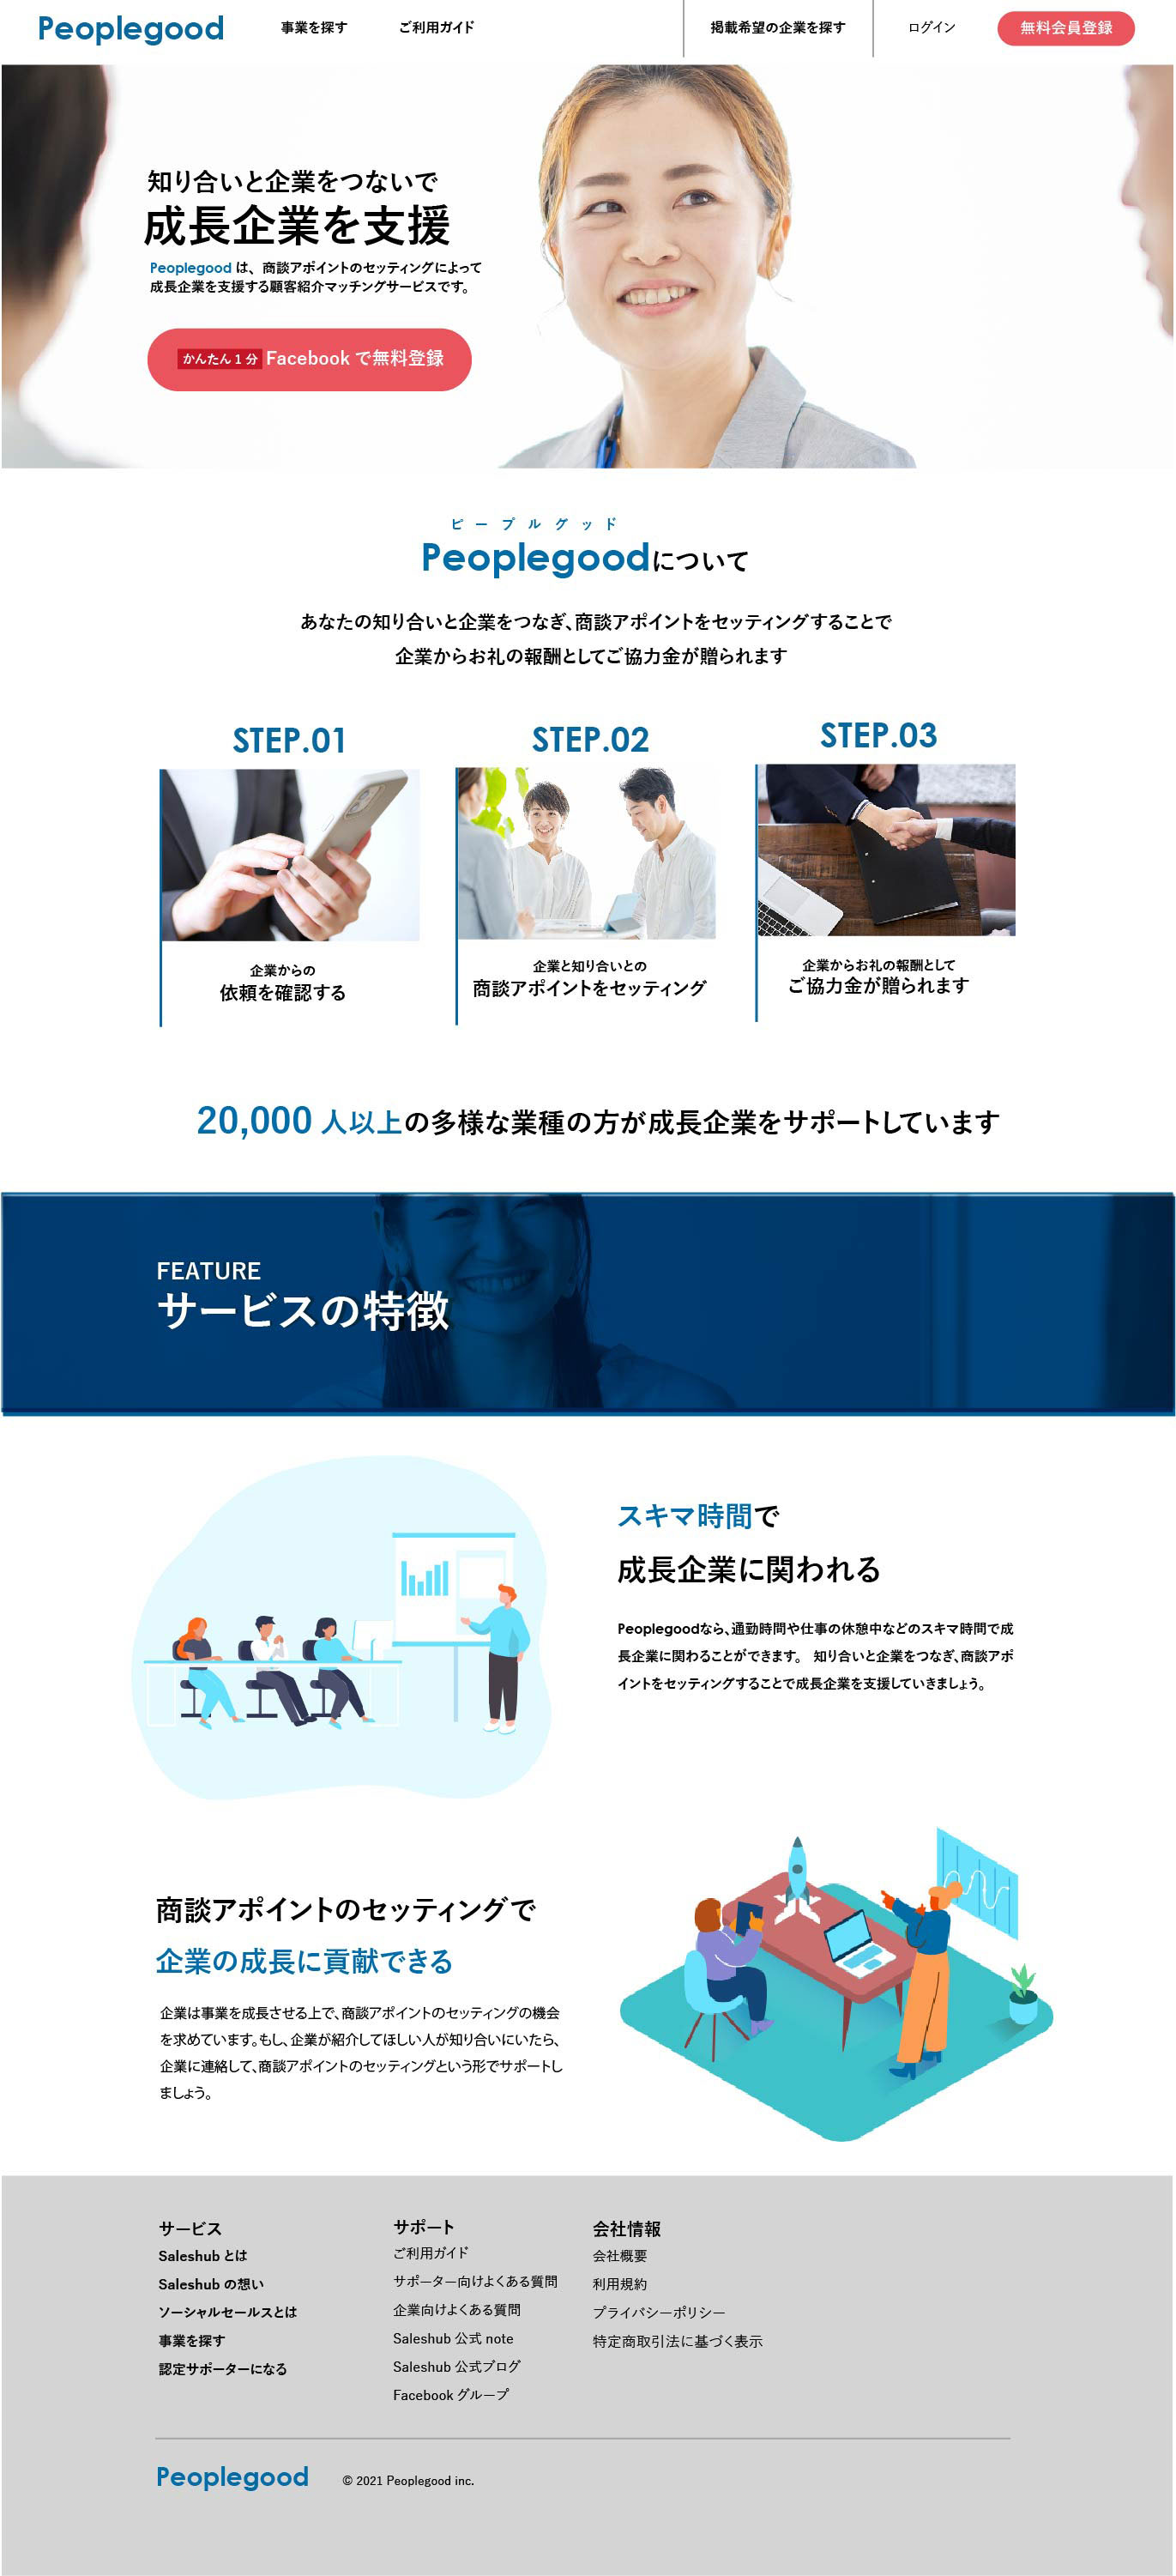 Peoplegood 事業を探す ご利用ガイド 掲載希望の企業を探す ログイン 無料会員登録
知り合いと企業をつないで
成長企業を支援
Peoplegood は、商談アポイントのセッティングによって
成長企業を支援する顧客紹介マッチングサービスです。
かんたん1分 Facebook で無料登録
ピープルグッド
Peoplegoodについて
あなたの知り合いと企業をつなぎ、商談アポイントをセッティングすることで
企業からお礼の報酬としてご協力金が贈られます
STEP.01
企業からの
依頼を確認する
STEP.02
企業と知り合いとの
商談アポイントをセッティング
STEP.03
企業からお礼の報酬として
ご協力金が贈られます
20,000 人以上の多様な業種の方が成長企業をサポートしています
FEATURE
サービスの特徴
スキマ時間で
成長企業に関われる
Peoplegoodなら、通勤時間や仕事の休憩中などのスキマ時間で成
長企業に関わることができます。 知り合いと企業をつなぎ、商談アポ
イントをセッティングすることで成長企業を支援していきましょう。
商談アポイントのセッティングで
企業の成長に貢献できる
企業は事業を成長させる上で、商談アポイントのセッティングの機会
を求めています。もし、企業が紹介してほしい人が知り合いにいたら、
企業に連絡して、商談アポイントのセッティングという形でサポートし
ましょう。
サービス
Saleshub とは
Saleshub の想い
ソーシャルセールスとは
事業を探す
認定サポーターになる
サポート
ご利用ガイド
サポーター向けよくある質問
企業向けよくある質問
Saleshub 公式 note
Saleshub 公式ブログ
Facebook グループ
会社情報
会社概要
利用規約
プライバシーポリシー
特定商取引法に基づく表示
Peoplegood © 2021 Peoplegood inc.